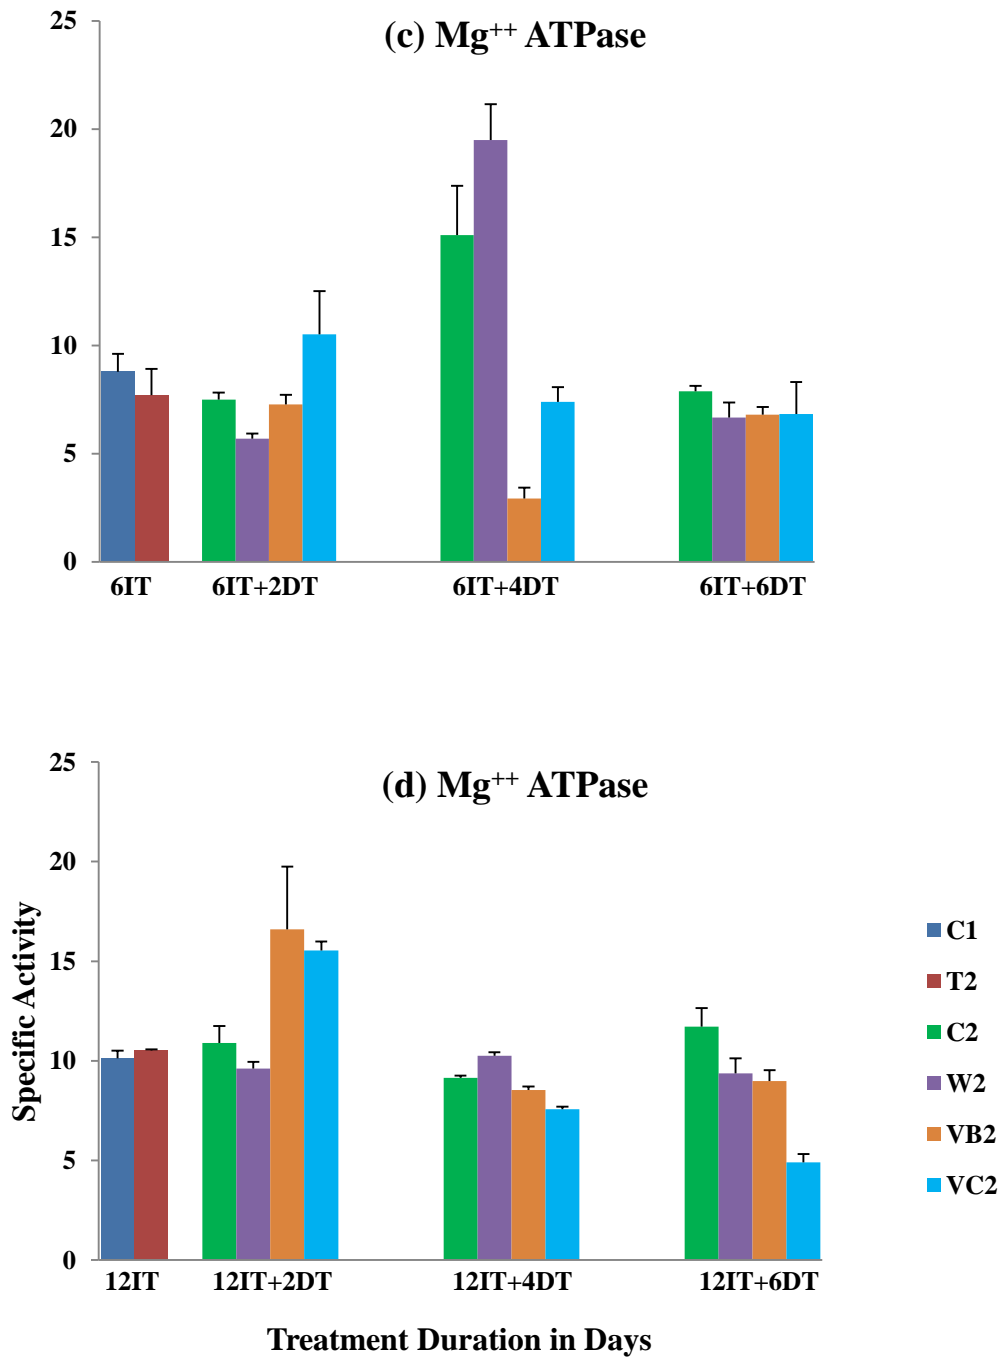 (c) Mg⁺⁺ ATPase
25
20
15
10
5
0
6IT 6IT+2DT 6IT+4DT 6IT+6DT
(d) Mg⁺⁺ ATPase
25
20
15
10
5
0
Specific Activity
12IT 12IT+2DT 12IT+4DT 12IT+6DT
Treatment Duration in Days
C1
T2
C2
W2
VB2
VC2